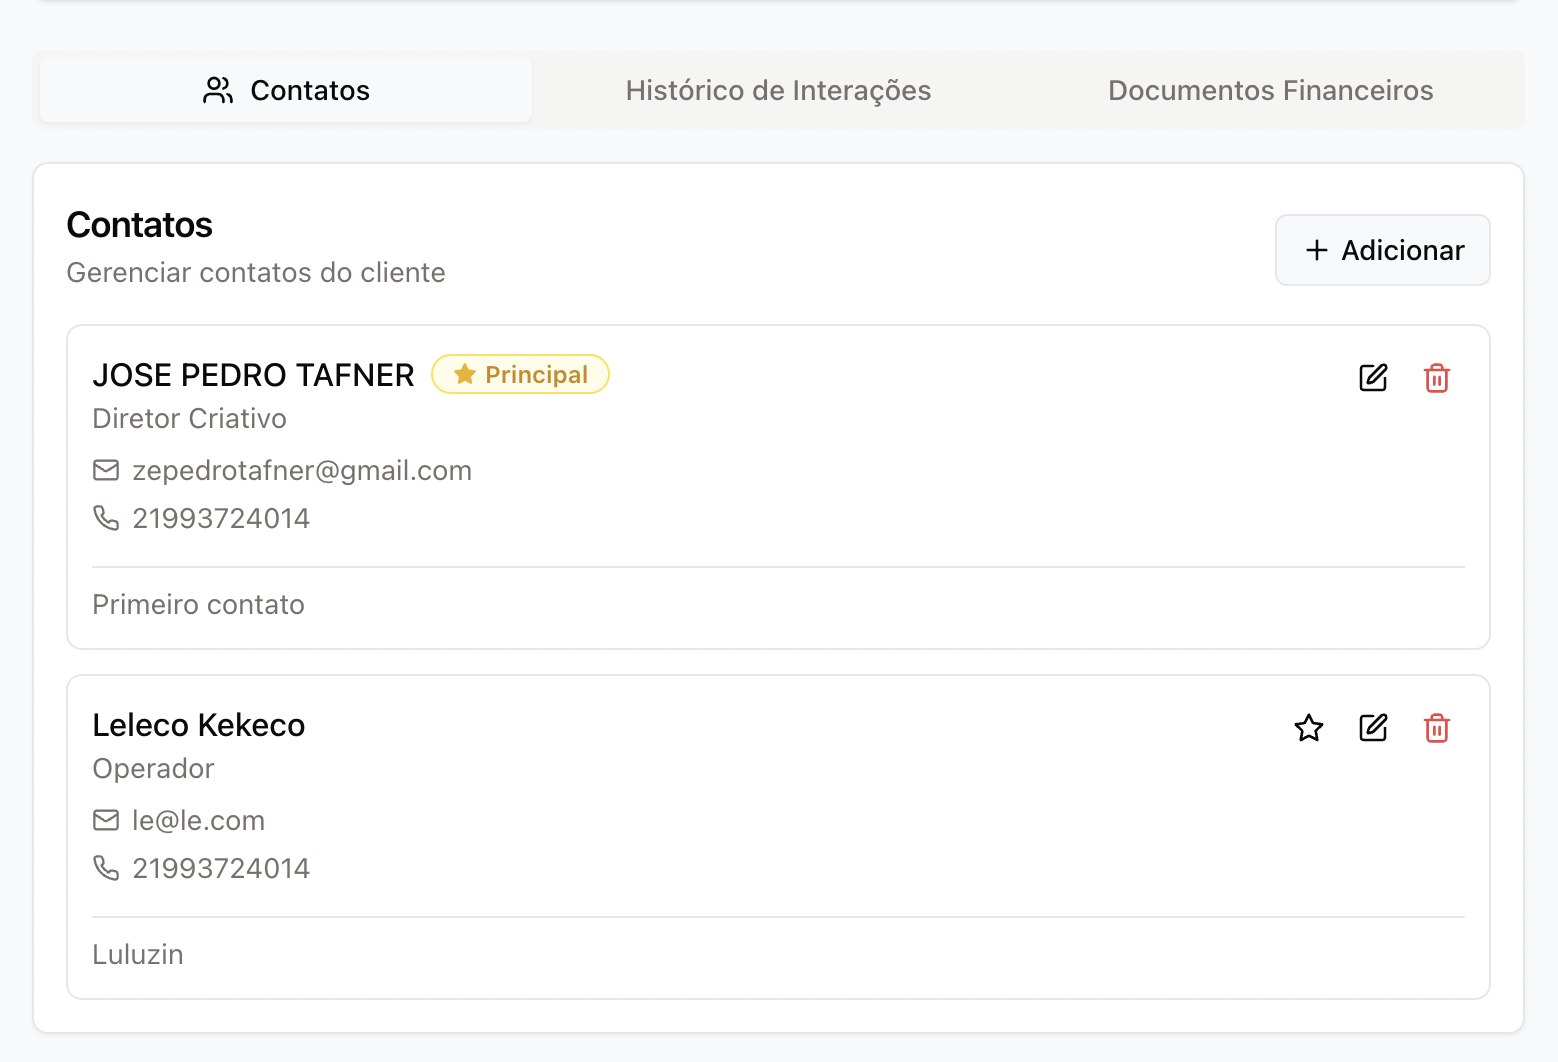 Contatos
Histórico de Interações
Documentos Financeiros
Contatos
Gerenciar contatos do cliente
Adicionar
JOSE PEDRO TAFNER
Principal
Diretor Criativo
zepedrotafner@gmail.com
21993724014
Primeiro contato
Leleco Kekeco
Operador
le@le.com
21993724014
Luluzin